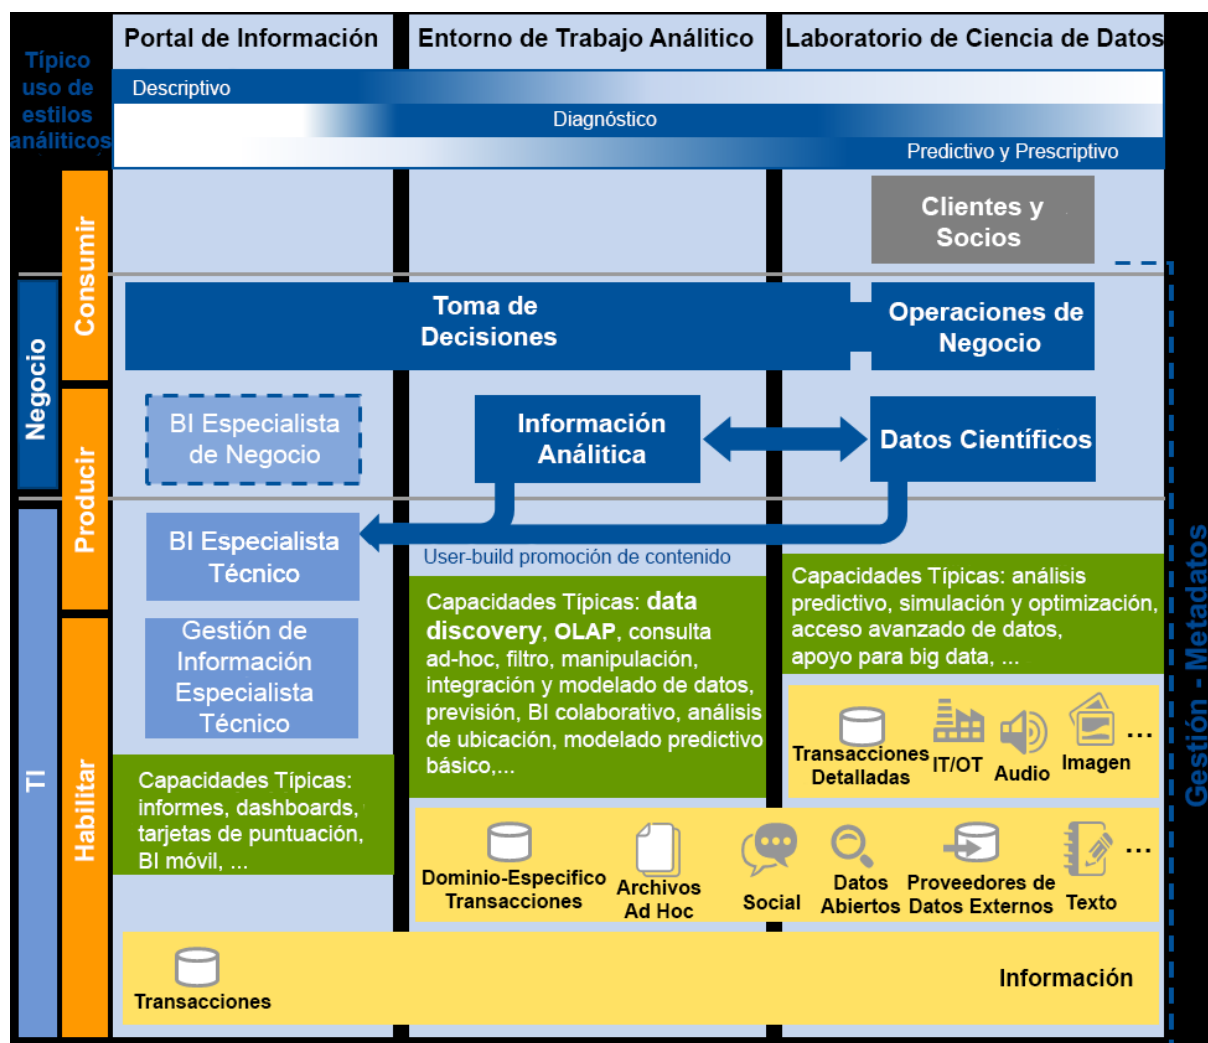 Portal de Información
Entorno de Trabajo Análitico
Laboratorio de Ciencia de Datos
Típico
uso de
estilos
análiticos
Descriptivo
Diagnóstico
Predictivo y Prescriptivo
Consumir
Producir
Habilitar
Negocio
TI
Clientes y
Socios
Toma de
Decisiones
Operaciones de
Negocio
BI Especialista
de Negocio
Información
Análitica
Datos Científicos
BI Especialista
Técnico
User-build promoción de contenido
Gestión de
Información
Especialista
Técnico
Capacidades Típicas:
informes, dashboards,
tarjetas de puntuación,
BI móvil, ...
Capacidades Típicas: data
discovery, OLAP, consulta
ad-hoc, filtro, manipulación,
integración y modelado de datos,
previsión, BI colaborativo, análisis
de ubicación, modelado predictivo
básico,...
Capacidades Típicas: análisis
predictivo, simulación y optimización,
acceso avanzado de datos,
apoyo para big data, ...
Transacciones
Detalladas
IT/OT
Audio
Imagen
...
Dominio-Especifico
Transacciones
Archivos
Ad Hoc
Social
Datos
Abiertos
Proveedores de
Datos Externos
Texto
...
Transacciones
Información
Gestión - Metadatos